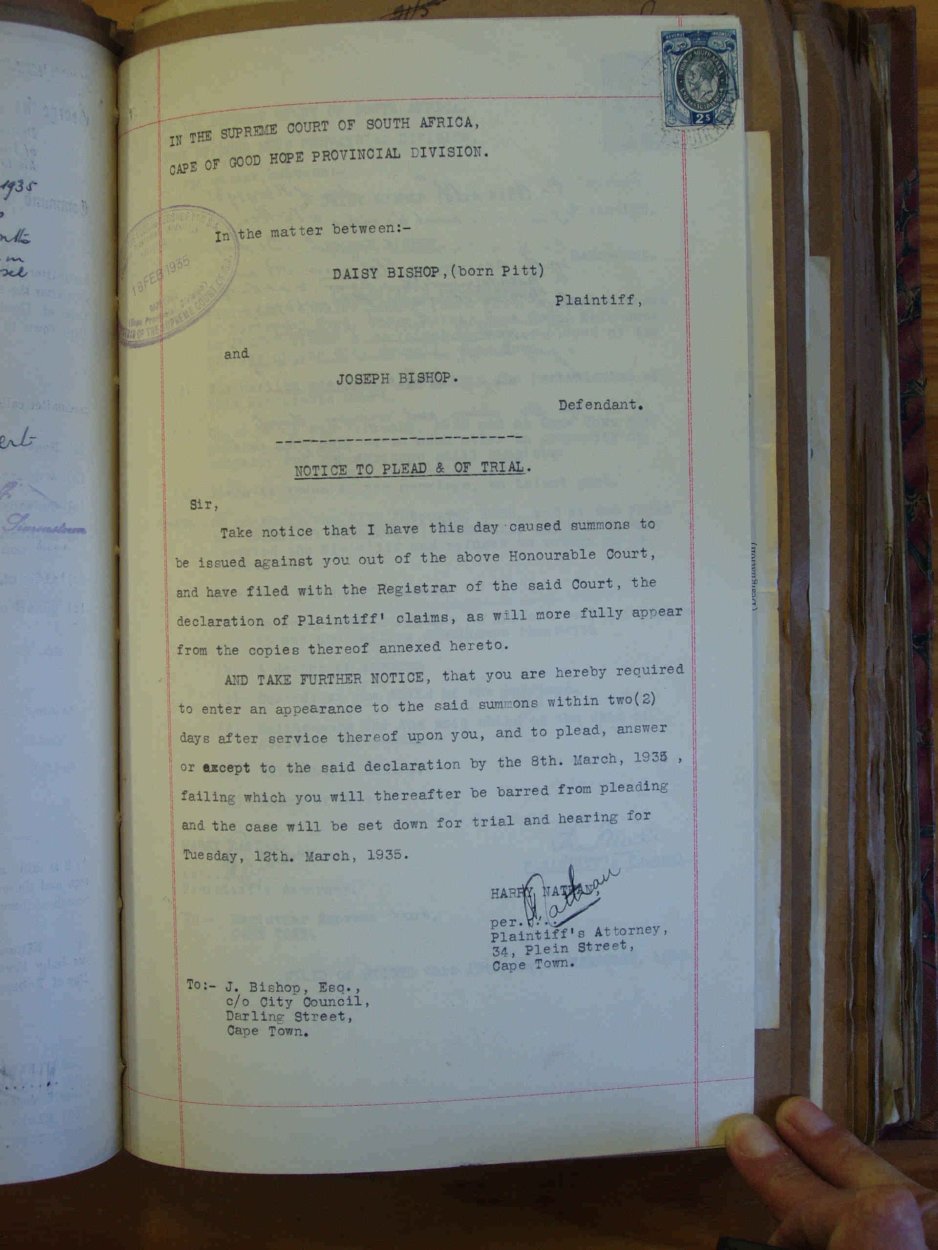 1935
IN THE SUPREME COURT OF SOUTH AFRICA,
CAPE OF GOOD HOPE PROVINCIAL DIVISION.
2s
18 FEB 1935
In the matter between:-
DAISY BISHOP,(born Pitt)
Plaintiff,
and
JOSEPH BISHOP.
Defendant.
NOTICE TO PLEAD & OF TRIAL.
Sir,
Take notice that I have this day caused summons to
be issued against you out of the above Honourable Court,
and have filed with the Registrar of the said Court, the
declaration of Plaintiff' claims, as will more fully appear
from the copies thereof annexed hereto.
AND TAKE FURTHER NOTICE, that you are hereby required
to enter an appearance to the said summons within two(2)
days after service thereof upon you, and to plead, answer
or except to the said declaration by the 8th. March, 1935 ,
failing which you will thereafter be barred from pleading
and the case will be set down for trial and hearing for
Tuesday, 12th. March, 1935.
HARRY NATHAN,
per. Nathan
Plaintiff's Attorney,
34, Plein Street,
Cape Town.
To:- J. Bishop, Esq.,
c/o City Council,
Darling Street,
Cape Town.